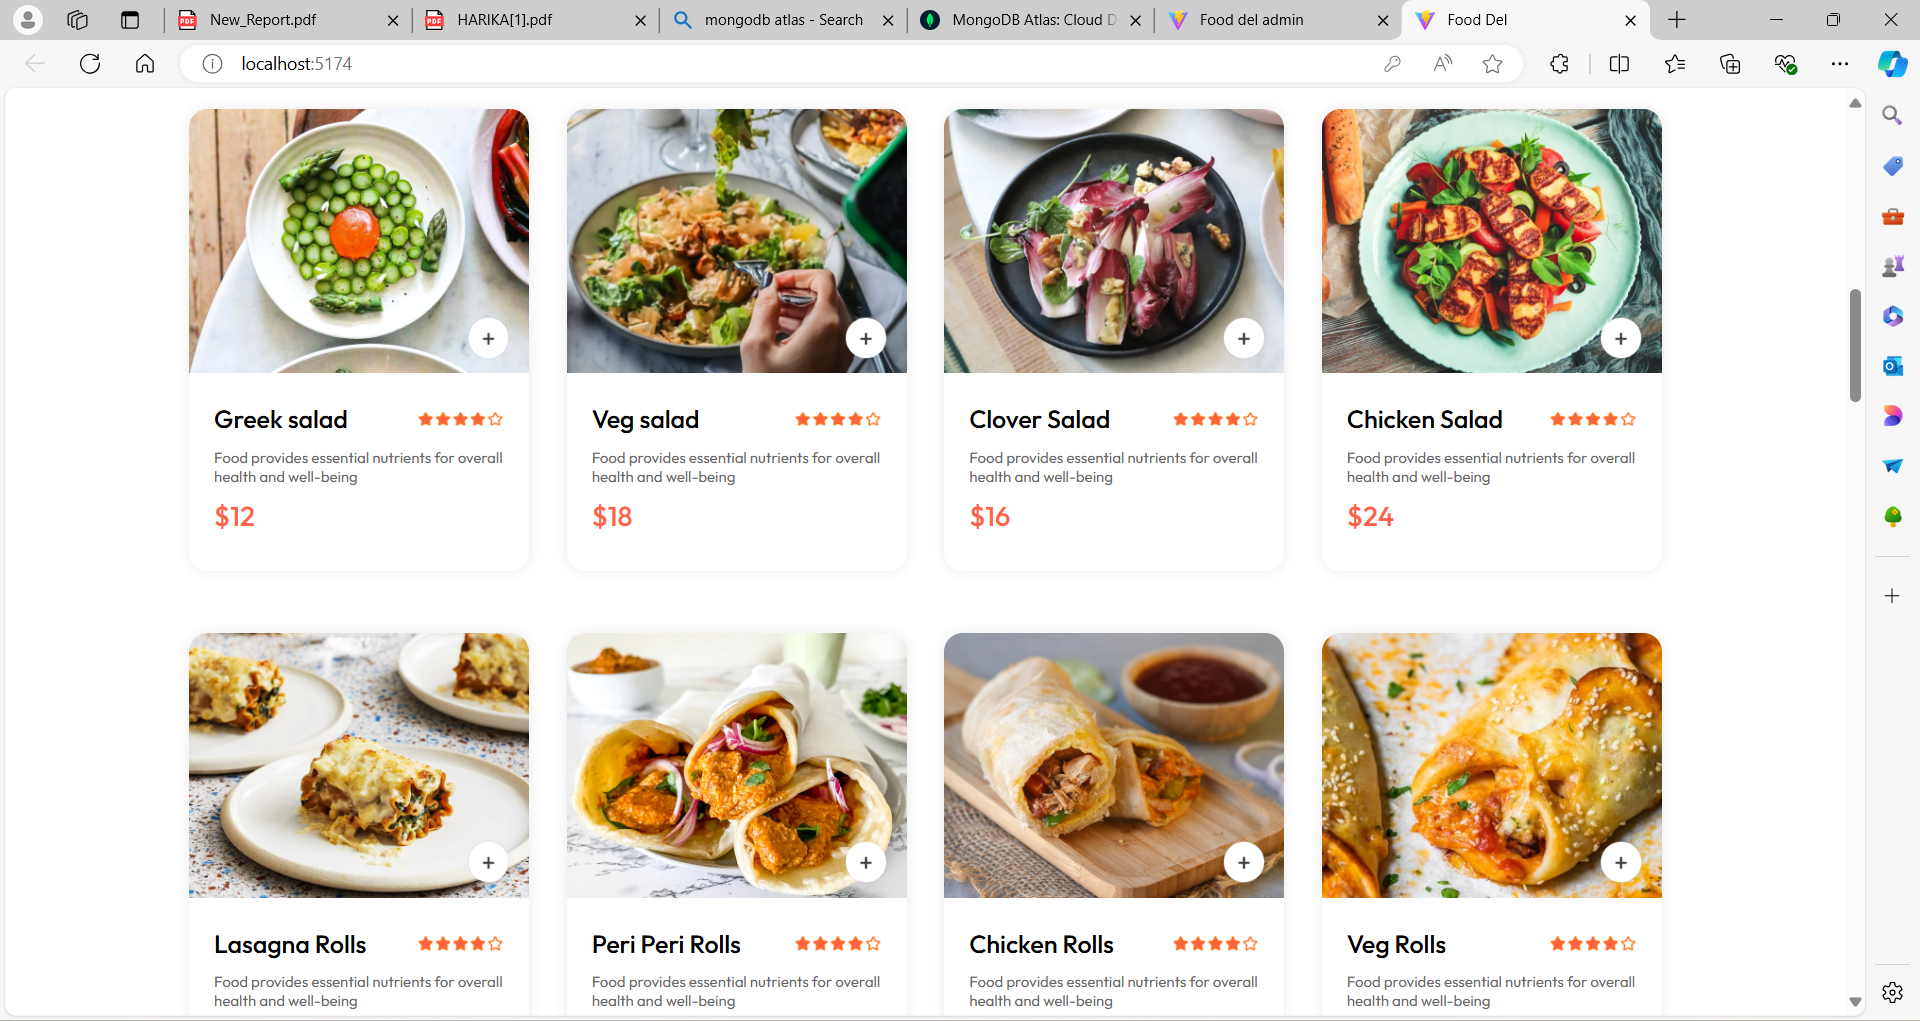 New_Report.pdf
HARIKA[1].pdf
mongodb atlas - Search
MongoDB Atlas: Cloud D
Food del admin
Food Del
localhost:5174
Greek salad
Food provides essential nutrients for overall
health and well-being
$12
Veg salad
Food provides essential nutrients for overall
health and well-being
$18
Clover Salad
Food provides essential nutrients for overall
health and well-being
$16
Chicken Salad
Food provides essential nutrients for overall
health and well-being
$24
Lasagna Rolls
Food provides essential nutrients for overall
health and well-being
Peri Peri Rolls
Food provides essential nutrients for overall
health and well-being
Chicken Rolls
Food provides essential nutrients for overall
health and well-being
Veg Rolls
Food provides essential nutrients for overall
health and well-being